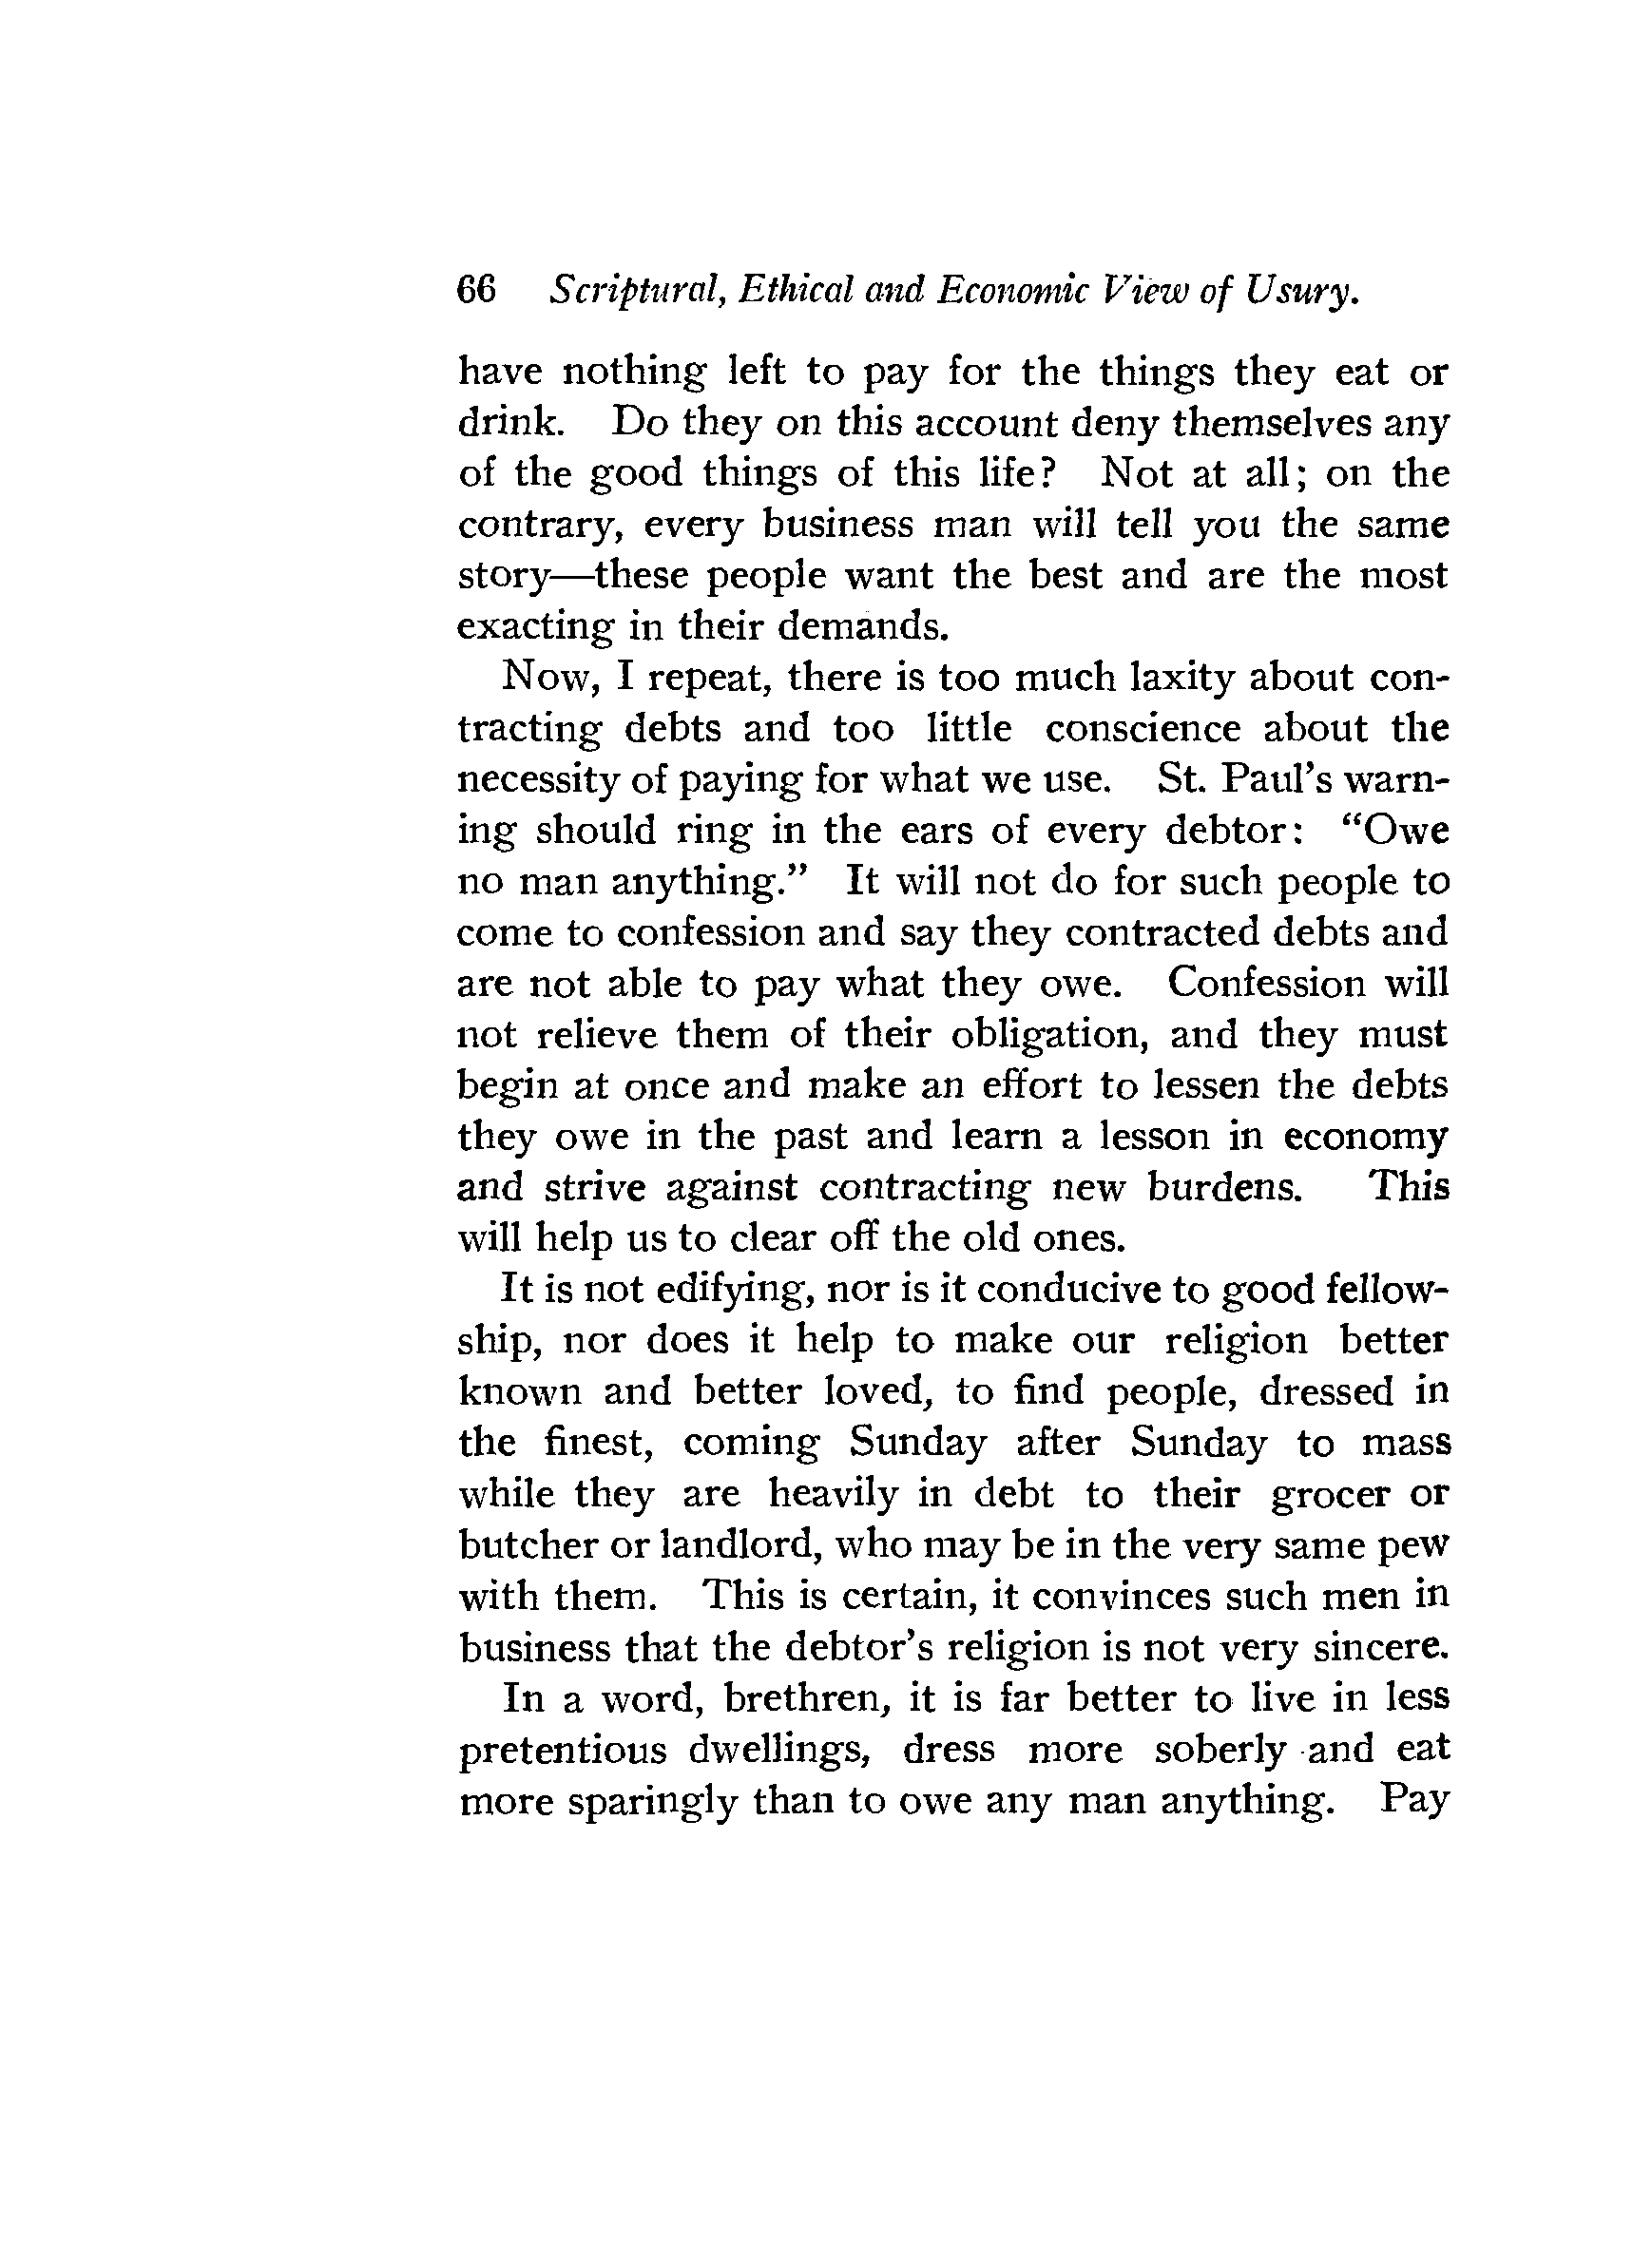 66 Scriptural, Ethical and Economic View of Usury.
have nothing left to pay for the things they eat or
drink. Do they on this account deny themselves any
of the good things of this life? Not at all; on the
contrary, every business man will tell you the same
story—these people want the best and are the most
exacting in their demands.
Now, I repeat, there is too much laxity about con-
tracting debts and too little conscience about the
necessity of paying for what we use. St. Paul's warn-
ing should ring in the ears of every debtor: “Owe
no man anything.” It will not do for such people to
come to confession and say they contracted debts and
are not able to pay what they owe. Confession will
not relieve them of their obligation, and they must
begin at once and make an effort to lessen the debts
they owe in the past and learn a lesson in economy
and strive against contracting new burdens. This
will help us to clear off the old ones.
It is not edifying, nor is it conducive to good fellow-
ship, nor does it help to make our religion better
known and better loved, to find people, dressed in
the finest, coming Sunday after Sunday to mass
while they are heavily in debt to their grocer or
butcher or landlord, who may be in the very same pew
with them. This is certain, it convinces such men in
business that the debtor's religion is not very sincere.
In a word, brethren, it is far better to live in less
pretentious dwellings, dress more soberly and eat
more sparingly than to owe any man anything. Pay